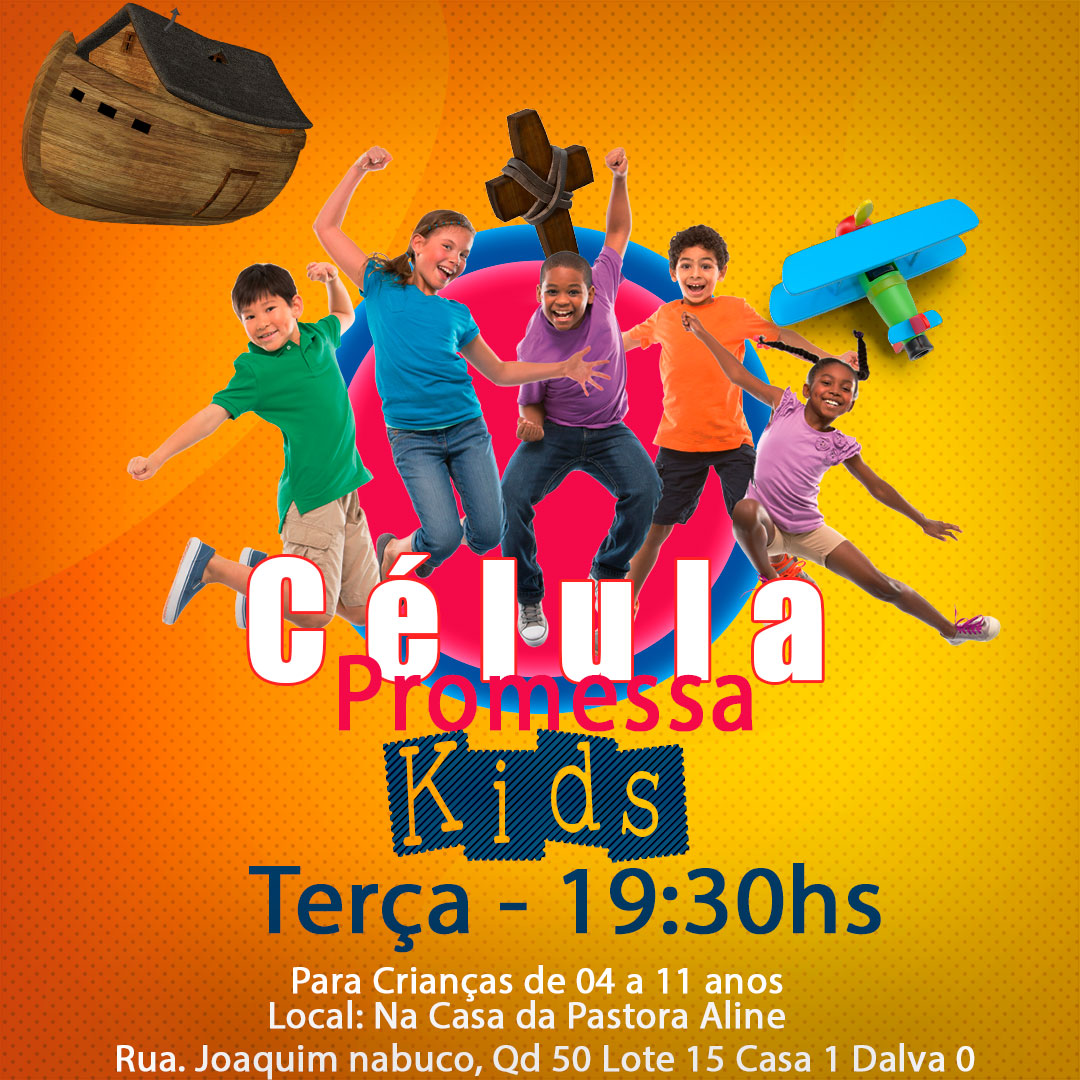 Célula
Promessa
Kids
Terça - 19:30hs
Para Crianças de 04 a 11 anos
Local: Na Casa da Pastora Aline
Rua. Joaquim nabuco, Qd 50 Lote 15 Casa 1 Dalva 0